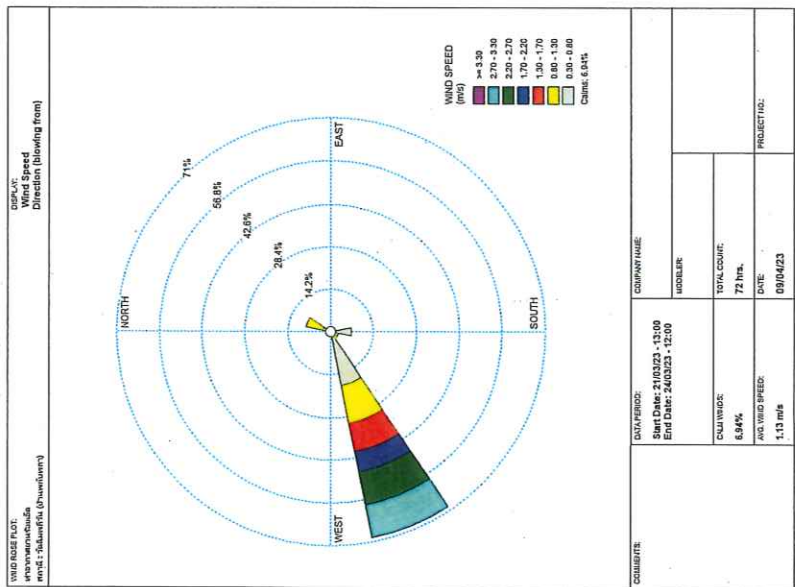 WIND ROSE PLOT:
DISPLAY:
Wind Speed
Direction (blowing from)
NORTH
71%
56.8%
42.6%
28.4%
14.2%
WEST
EAST
SOUTH
WIND SPEED
(m/s)
>= 3.30
2.70 - 3.30
2.20 - 2.70
1.70 - 2.20
1.30 - 1.70
0.80 - 1.30
0.30 - 0.80
Calms: 6.94%
COMMENTS:
DATA PERIOD:
Start Date: 21/03/23 - 13:00
End Date: 24/03/23 - 12:00
COMPANY NAME:
MODELER:
CALM WINDS:
6.94%
TOTAL COUNT:
72 hrs.
AVG. WIND SPEED:
1.13 m/s
DATE:
09/04/23
PROJECT NO.: